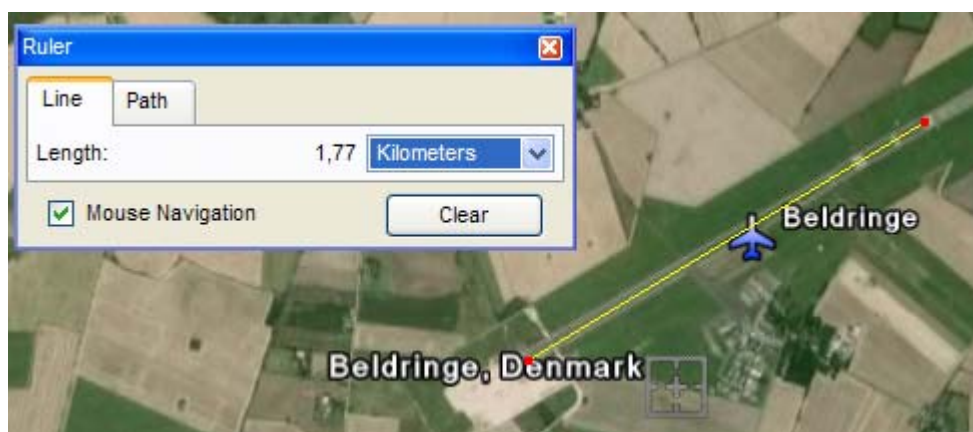 Ruler
Line Path
Length: 1,77 Kilometers
Mouse Navigation Clear
Beldringe
Beldringe, Denmark